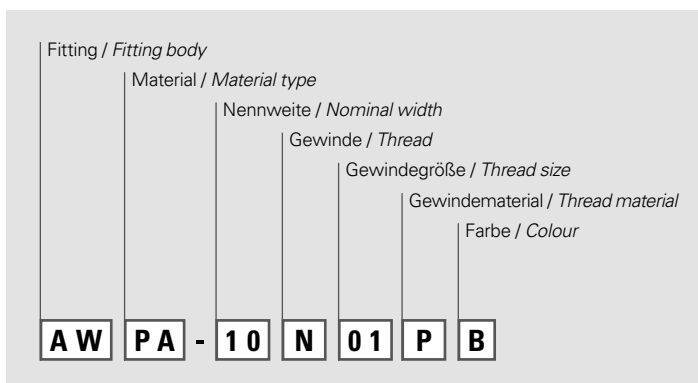 Fitting / Fitting body
Material / Material type
Nennweite / Nominal width
Gewinde / Thread
Gewindegröße / Thread size
Gewindematerial / Thread material
Farbe / Colour
AW PA - 10 N 01 P B